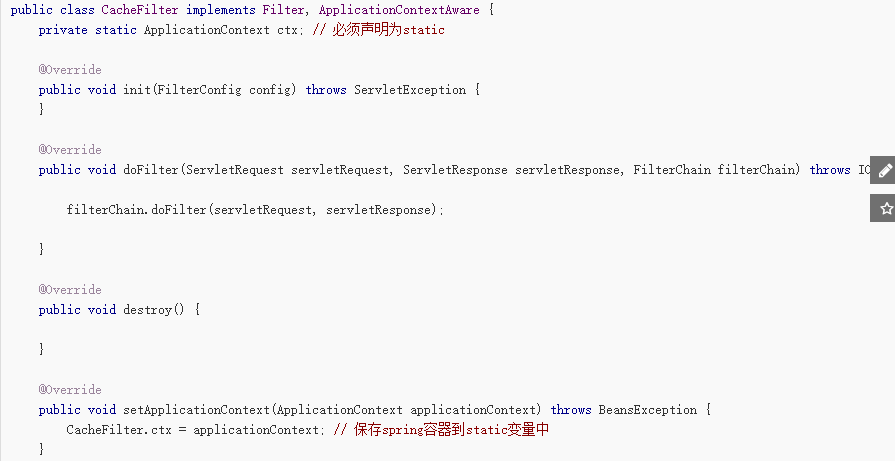 public class CacheFilter implements Filter, ApplicationContextAware {
private static ApplicationContext ctx; // 必须声明为static
@Override
public void init(FilterConfig config) throws ServletException {
}
@Override
public void doFilter(ServletRequest servletRequest, ServletResponse servletResponse, FilterChain filterChain) throws IO
filterChain.doFilter(servletRequest, servletResponse);
}
@Override
public void destroy() {
}
@Override
public void setApplicationContext(ApplicationContext applicationContext) throws BeansException {
CacheFilter.ctx = applicationContext; // 保存spring容器到static变量中
}